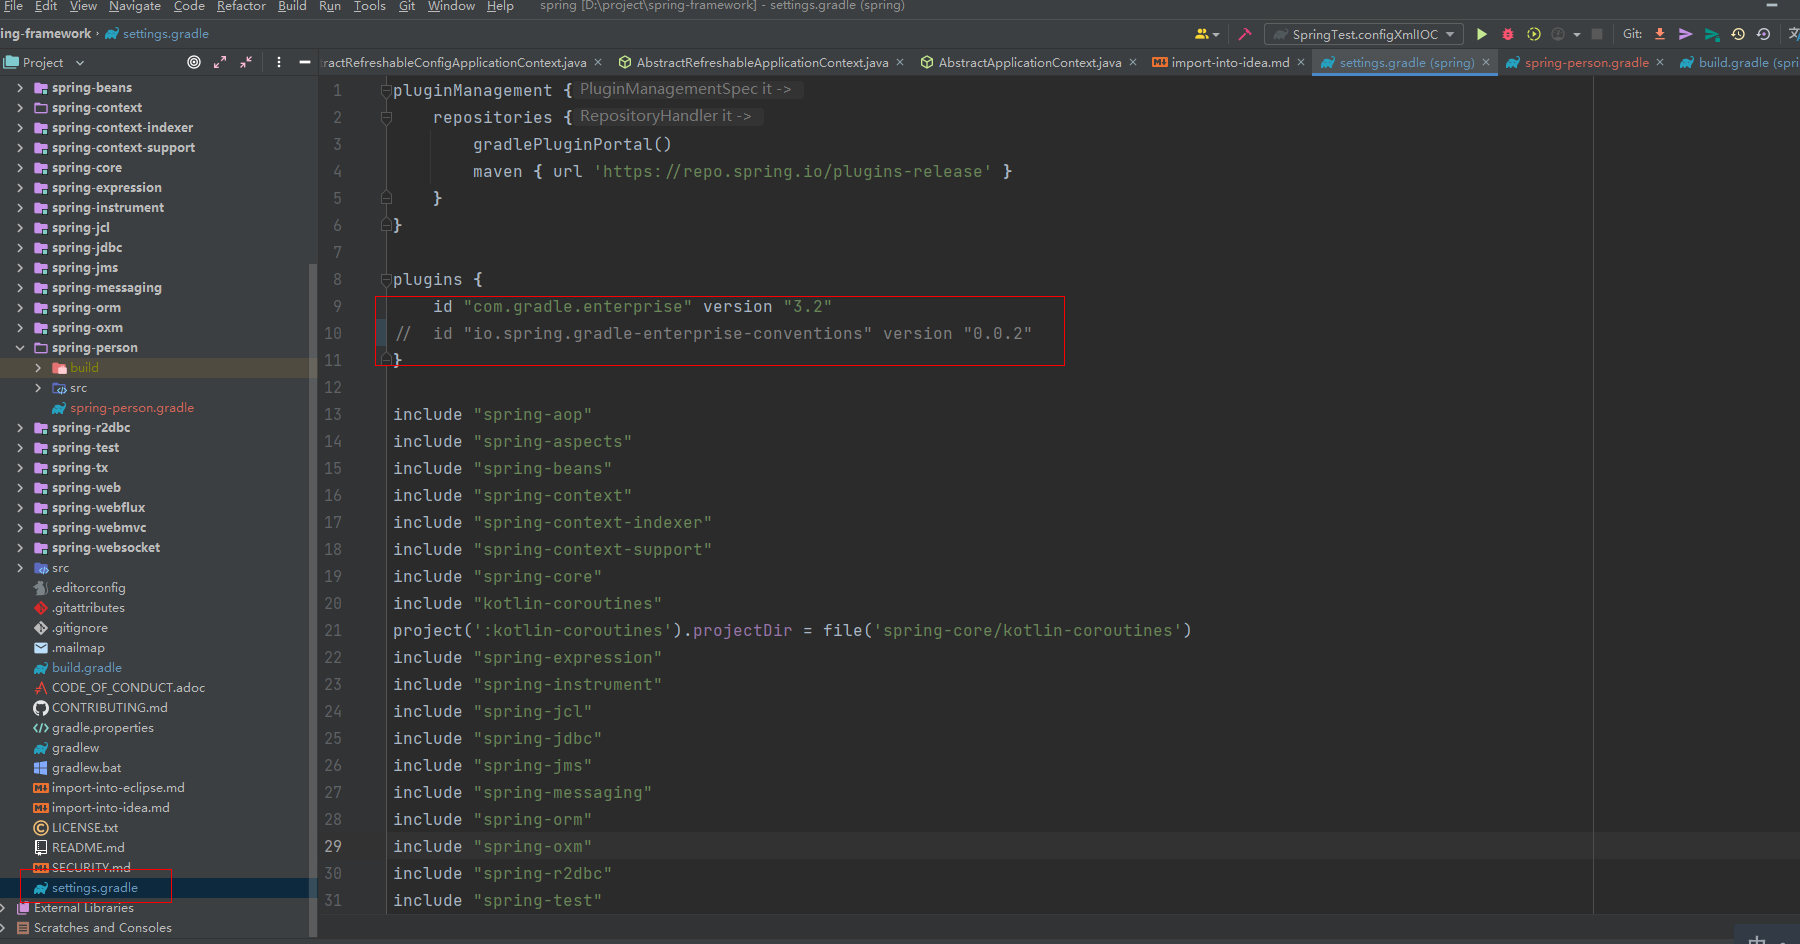 File Edit View Navigate Code Refactor Build Run Tools Git Window Help spring [D:\project\spring-framework] - settings.gradle (spring)
ing-framework › settings.gradle SpringTest.configXmlIOC Git:
Project
tractRefreshableConfigApplicationContext.java × AbstractRefreshableApplicationContext.java × AbstractApplicationContext.java × import-into-idea.md × settings.gradle (spring) × spring-person.gradle × build.gradle (spri
spring-beans
spring-context
spring-context-indexer
spring-context-support
spring-core
spring-expression
spring-instrument
spring-jcl
spring-jdbc
spring-jms
spring-messaging
spring-orm
spring-oxm
spring-person
build
src
spring-person.gradle
spring-r2dbc
spring-test
spring-tx
spring-web
spring-webflux
spring-webmvc
spring-websocket
src
.editorconfig
.gitattributes
.gitignore
.mailmap
build.gradle
CODE_OF_CONDUCT.adoc
CONTRIBUTING.md
gradle.properties
gradlew
gradlew.bat
import-into-eclipse.md
import-into-idea.md
LICENSE.txt
README.md
SECURITY.md
settings.gradle
External Libraries
Scratches and Consoles
1 pluginManagement { PluginManagementSpec it ->
2 repositories { RepositoryHandler it ->
3 gradlePluginPortal()
4 maven { url 'https://repo.spring.io/plugins-release' }
5 }
6 }
7
8 plugins {
9 id "com.gradle.enterprise" version "3.2"
10 // id "io.spring.gradle-enterprise-conventions" version "0.0.2"
11 }
12
13 include "spring-aop"
14 include "spring-aspects"
15 include "spring-beans"
16 include "spring-context"
17 include "spring-context-indexer"
18 include "spring-context-support"
19 include "spring-core"
20 include "kotlin-coroutines"
21 project(':kotlin-coroutines').projectDir = file('spring-core/kotlin-coroutines')
22 include "spring-expression"
23 include "spring-instrument"
24 include "spring-jcl"
25 include "spring-jdbc"
26 include "spring-jms"
27 include "spring-messaging"
28 include "spring-orm"
29 include "spring-oxm"
30 include "spring-r2dbc"
31 include "spring-test"